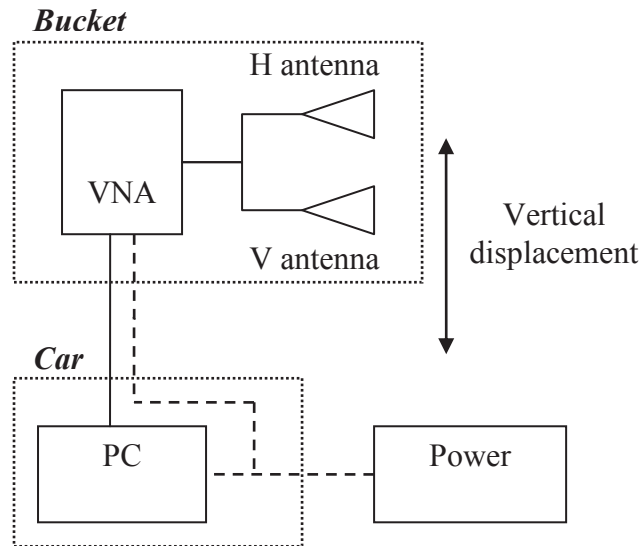 Bucket
H antenna
VNA
V antenna
Vertical
displacement
Car
PC
Power